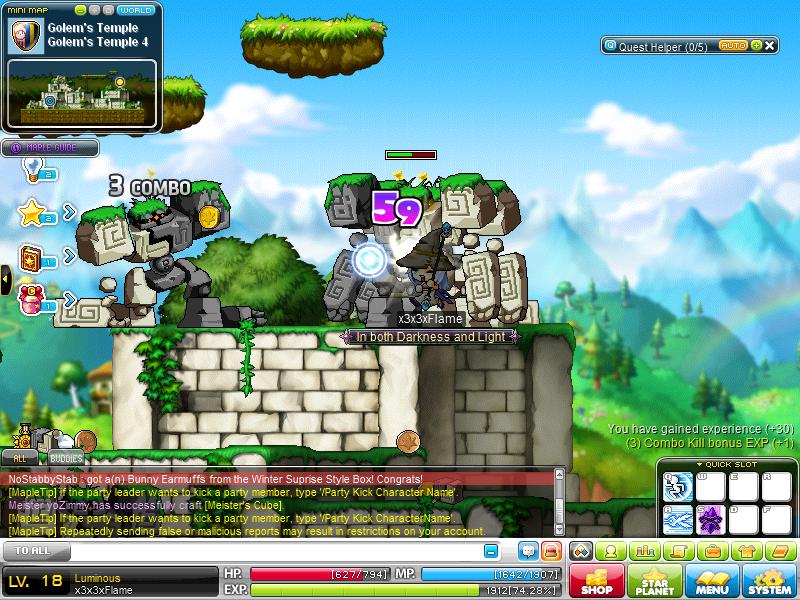 MINI MAP
WORLD
Golem's Temple
Golem's Temple 4
Quest Helper (0/5) AUTO
MAPLE GUIDE
2
2
1
1
3 COMBO
59
x3x3xFlame
In both Darkness and Light
You have gained experience (+30)
(3) Combo Kill bonus EXP (+1)
ALL
BUDDIES
NoStabbyStab : got a(n) Bunny Earmuffs from the Winter Suprise Style Box! Congrats!
[MapleTip] If the party leader wants to kick a party member, type '/Party Kick Character Name'.
Meister yoZimmy has successfully craft [Meister's Cube].
[MapleTip] If the party leader wants to kick a party member, type '/Party Kick CharacterName'
[MapleTip] Repeatedly sending false or malicious reports may result in restrictions on your account.
QUICK SLOT
TO ALL
LV. 18
Luminous
x3x3xFlame
HP. [627/794]
MP. [1642/1907]
EXP. 1912[74.28%]
SHOP
STAR PLANET
MENU
SYSTEM